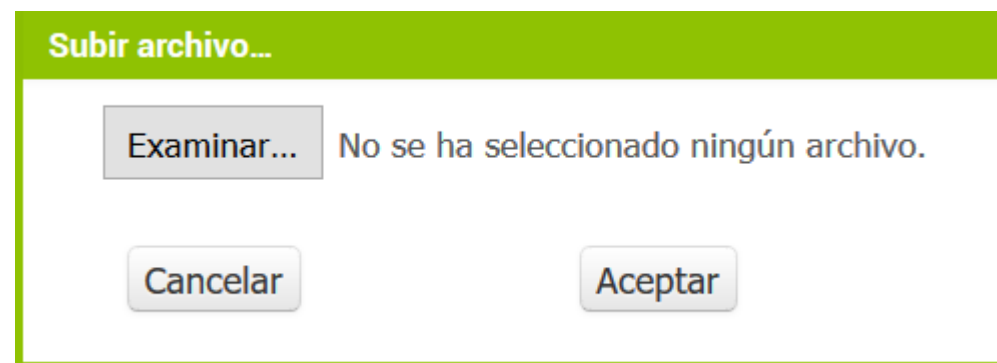 Subir archivo...
Examinar... No se ha seleccionado ningún archivo.
Cancelar Aceptar